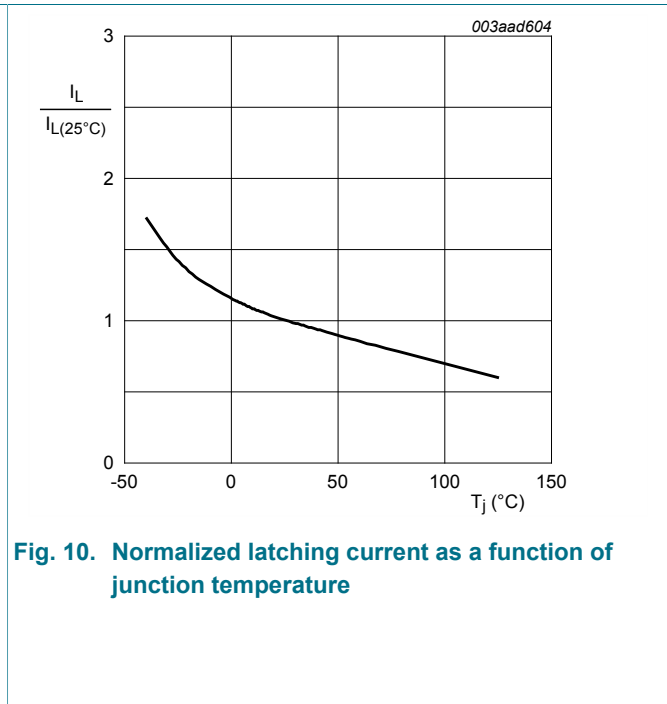 003aad604
3
I_L
I_L(25°C)
2
1
0
-50 0 50 100 150
T_j (°C)
Fig. 10. Normalized latching current as a function of
junction temperature